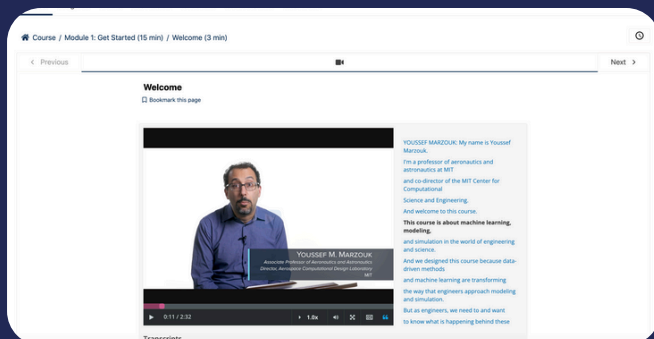 Course / Module 1: Get Started (15 min) / Welcome (3 min)
< Previous
Next >
Welcome
Bookmark this page
YOUSSEF M. MARZOUK
Associate Professor of Aeronautics and Astronautics
Director, Aerospace Computational Design Laboratory
MIT
0:11 / 2:32
1.0x
YOUSSEF MARZOUK: My name is Youssef
Marzouk.
I'm a professor of aeronautics and
astronautics at MIT
and co-director of the MIT Center for
Computational
Science and Engineering.
And welcome to this course.
This course is about machine learning,
modeling,
and simulation in the world of engineering
and science.
And we designed this course because data-
driven methods
and machine learning are transforming
the way that engineers approach modeling
and simulation.
But as engineers, we need to and want
to know what is happening behind these
Transcripts